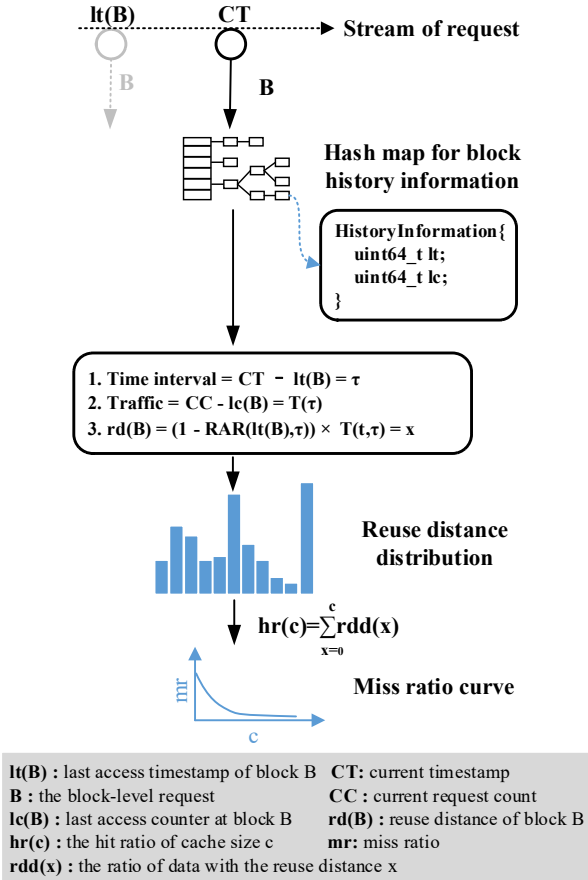 lt(B)
CT
Stream of request
B
B
Hash map for block
history information
HistoryInformation{
uint64_t lt;
uint64_t lc;
}
1. Time interval = CT - lt(B) = τ
2. Traffic = CC - lc(B) = T(τ)
3. rd(B) = (1 - RAR(lt(B),τ)) × T(t,τ) = x
Reuse distance
distribution
c
hr(c)=∑rdd(x)
x=0
mr
Miss ratio curve
c
lt(B) : last access timestamp of block B CT: current timestamp
B : the block-level request CC : current request count
lc(B) : last access counter at block B rd(B) : reuse distance of block B
hr(c) : the hit ratio of cache size c mr: miss ratio
rdd(x) : the ratio of data with the reuse distance x